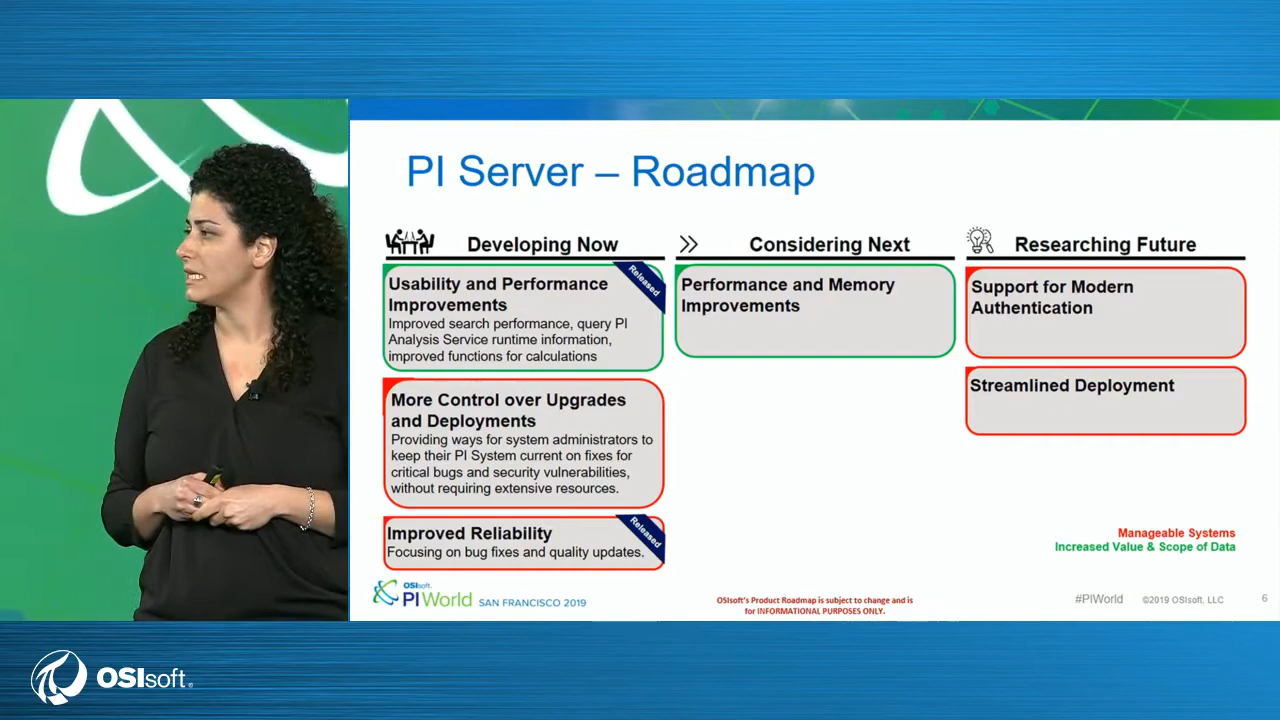 PI Server – Roadmap
Developing Now
Usability and Performance
Improvements
Released
Improved search performance, query PI
Analysis Service runtime information,
improved functions for calculations
More Control over Upgrades
and Deployments
Providing ways for system administrators to
keep their PI System current on fixes for
critical bugs and security vulnerabilities,
without requiring extensive resources.
Improved Reliability
Released
Focusing on bug fixes and quality updates.
Considering Next
Performance and Memory
Improvements
Researching Future
Support for Modern
Authentication
Streamlined Deployment
Manageable Systems
Increased Value & Scope of Data
OSIsoft.
PI World SAN FRANCISCO 2019
OSIsoft's Product Roadmap is subject to change and is
for INFORMATIONAL PURPOSES ONLY.
#PIWorld ©2019 OSIsoft, LLC 6
OSIsoft®